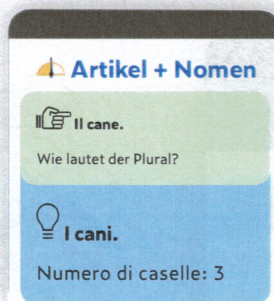 Artikel + Nomen
Il cane.
Wie lautet der Plural?
I cani.
Numero di caselle: 3